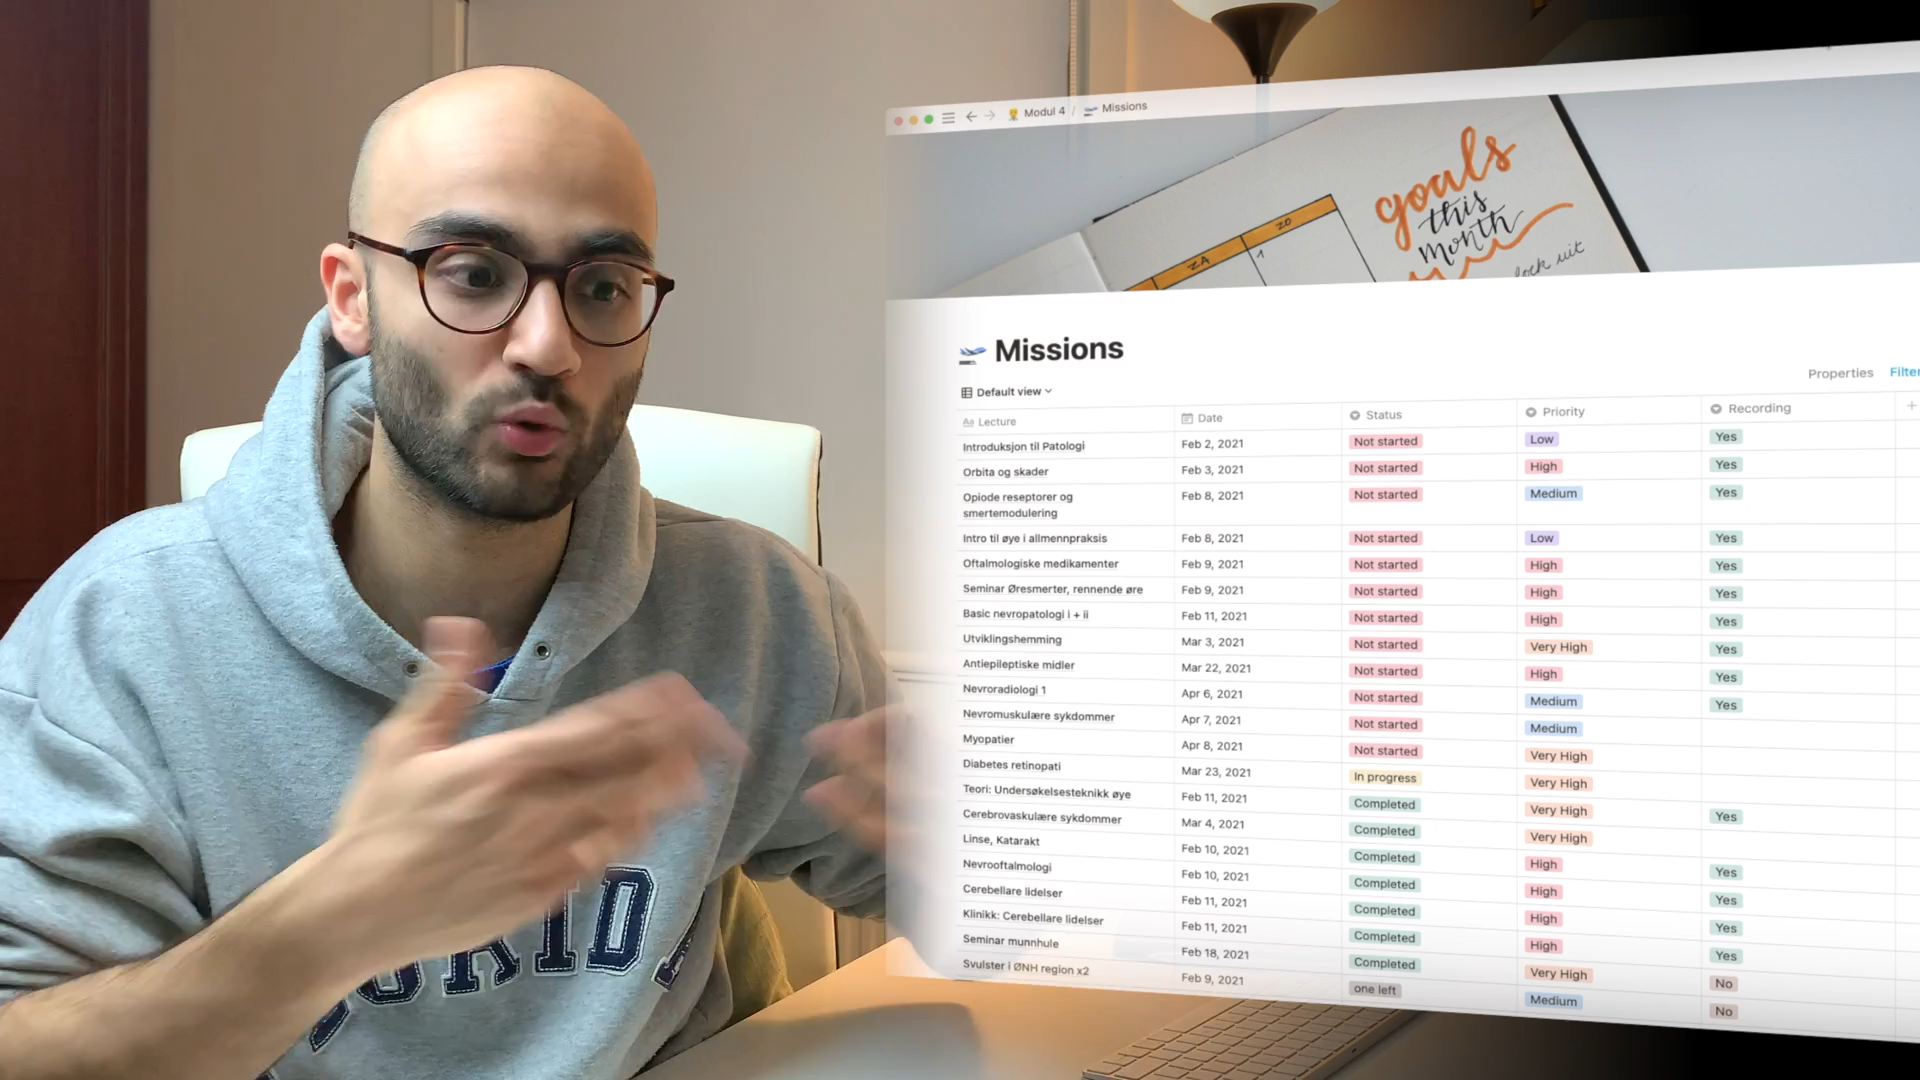 Modul 4 / Missions
goals
this
month
ZA
ZO
1
lock uit
Missions
Default view
Properties Filter
Aa Lecture Date Status Priority Recording +
Introduksjon til Patologi Feb 2, 2021 Not started Low Yes
Orbita og skader Feb 3, 2021 Not started High Yes
Opiode reseptorer og Feb 8, 2021 Not started Medium Yes
smertemodulering
Intro til øye i allmennpraksis Feb 8, 2021 Not started Low Yes
Oftalmologiske medikamenter Feb 9, 2021 Not started High Yes
Seminar Øresmerter, rennende øre Feb 9, 2021 Not started High Yes
Basic nevropatologi i + ii Feb 11, 2021 Not started High Yes
Utviklingshemming Mar 3, 2021 Not started Very High Yes
Antiepileptiske midler Mar 22, 2021 Not started High Yes
Nevroradiologi 1 Apr 6, 2021 Not started Medium Yes
Nevromuskulære sykdommer Apr 7, 2021 Not started Medium
Myopatier Apr 8, 2021 Not started Very High
Diabetes retinopati Mar 23, 2021 In progress Very High
Teori: Undersøkelsesteknikk øye Feb 11, 2021 Completed Very High Yes
Cerebrovaskulære sykdommer Mar 4, 2021 Completed Very High
Linse, Katarakt Feb 10, 2021 Completed High Yes
Nevrooftalmologi Feb 10, 2021 Completed High Yes
Cerebellare lidelser Feb 11, 2021 Completed High Yes
Klinikk: Cerebellare lidelser Feb 11, 2021 Completed High Yes
Seminar munnhule Feb 18, 2021 Completed Very High No
Svulster i ØNH region x2 Feb 9, 2021 one left Medium No